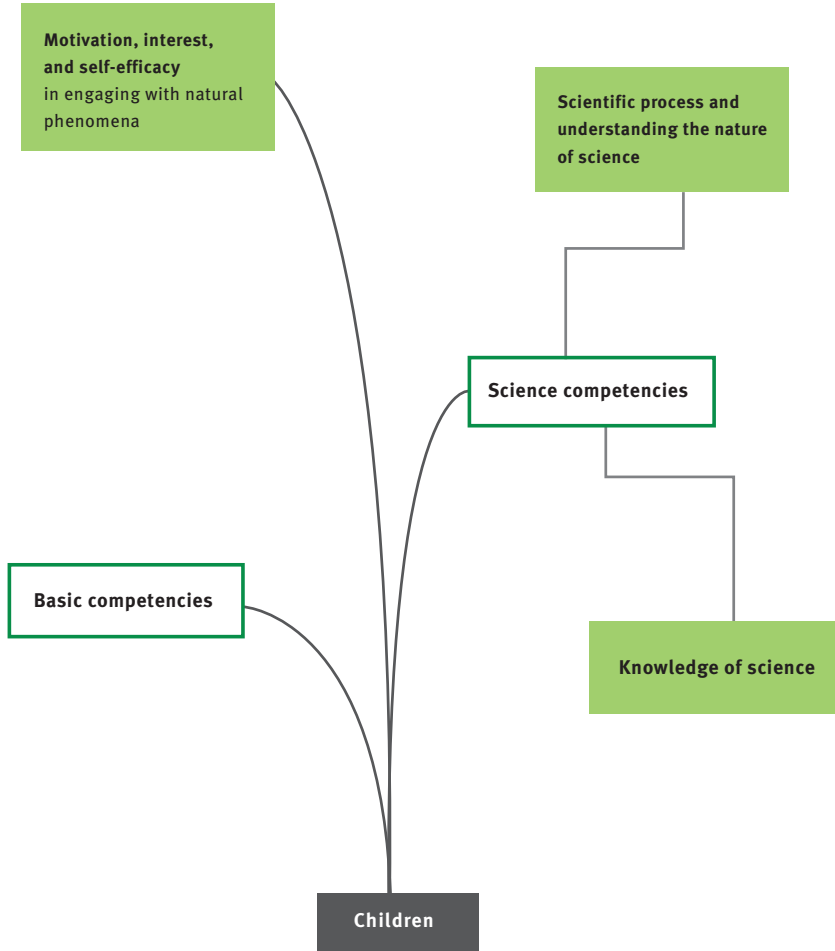 Motivation, interest,
and self-efficacy
in engaging with natural
phenomena
Scientific process and
understanding the nature
of science
Science competencies
Basic competencies
Knowledge of science
Children